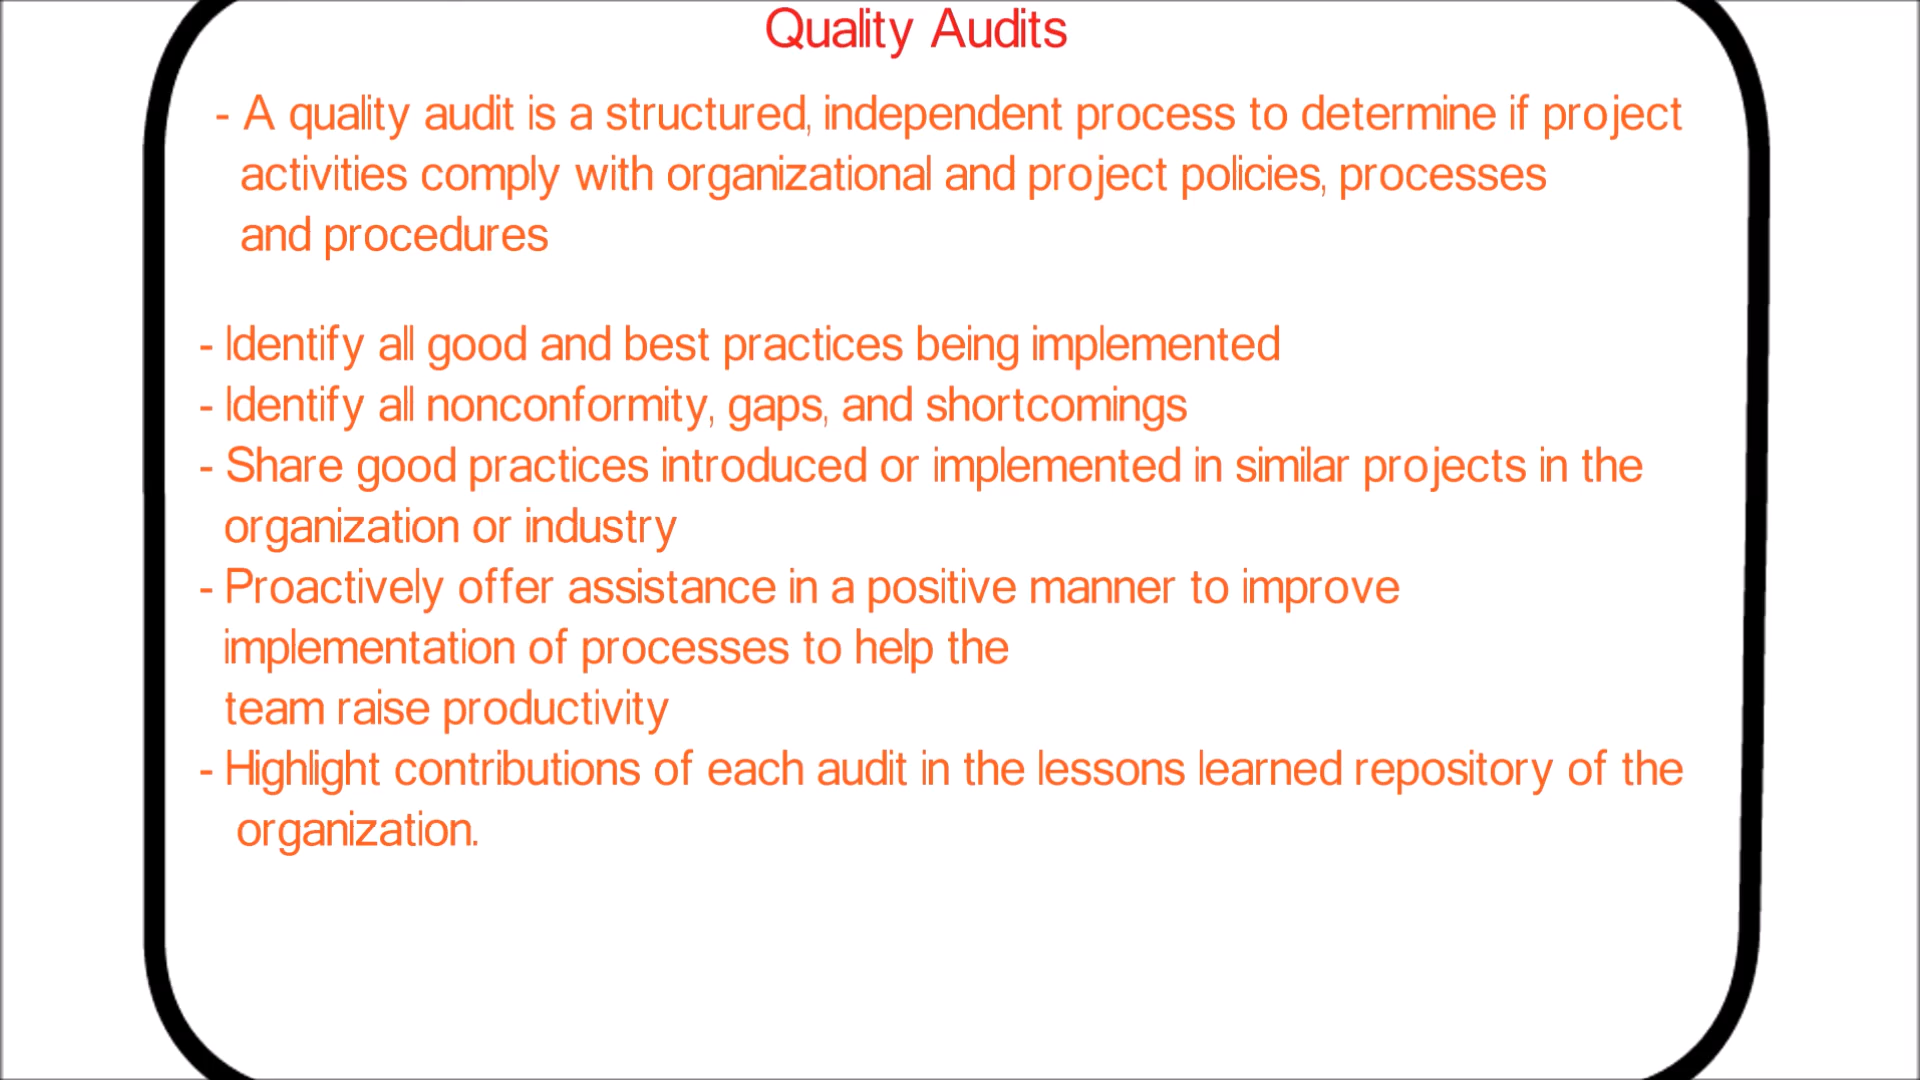 Quality Audits
- A quality audit is a structured, independent process to determine if project
activities comply with organizational and project policies, processes
and procedures
- Identify all good and best practices being implemented
- Identify all nonconformity, gaps, and shortcomings
- Share good practices introduced or implemented in similar projects in the
organization or industry
- Proactively offer assistance in a positive manner to improve
implementation of processes to help the
team raise productivity
- Highlight contributions of each audit in the lessons learned repository of the
organization.